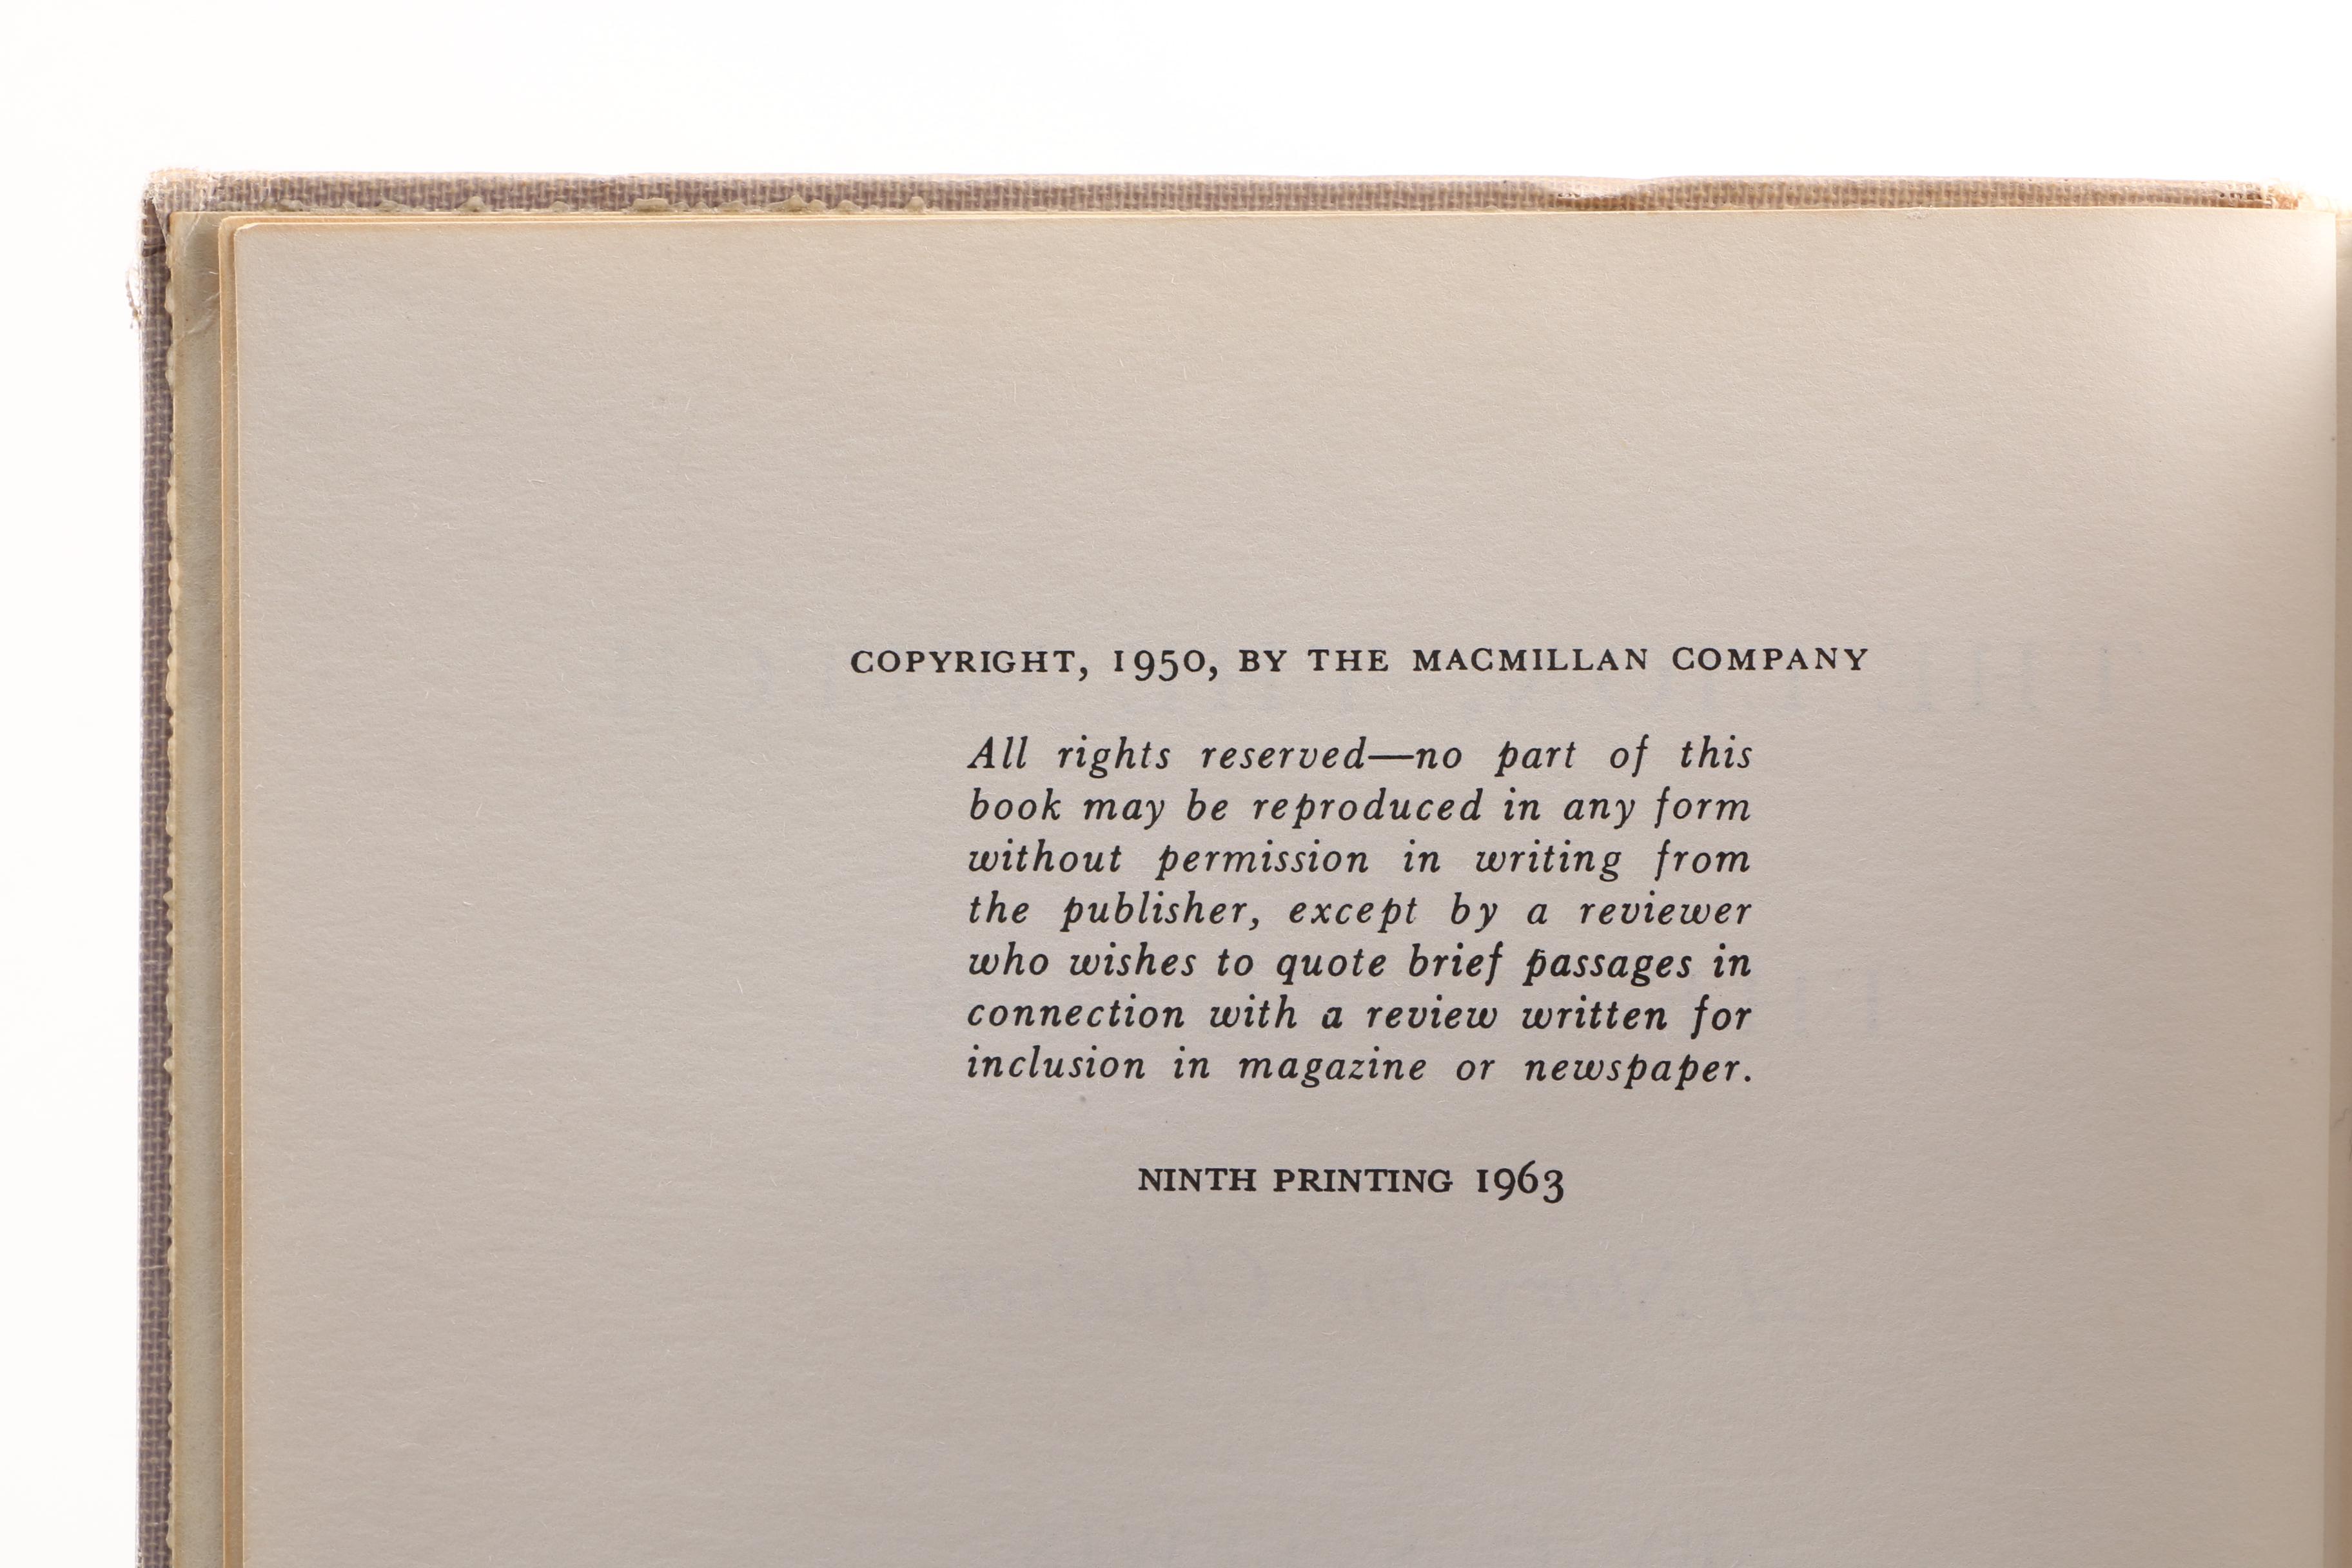 COPYRIGHT, 1950, BY THE MACMILLAN COMPANY
All rights reserved—no part of this
book may be reproduced in any form
without permission in writing from
the publisher, except by a reviewer
who wishes to quote brief passages in
connection with a review written for
inclusion in magazine or newspaper.
NINTH PRINTING 1963